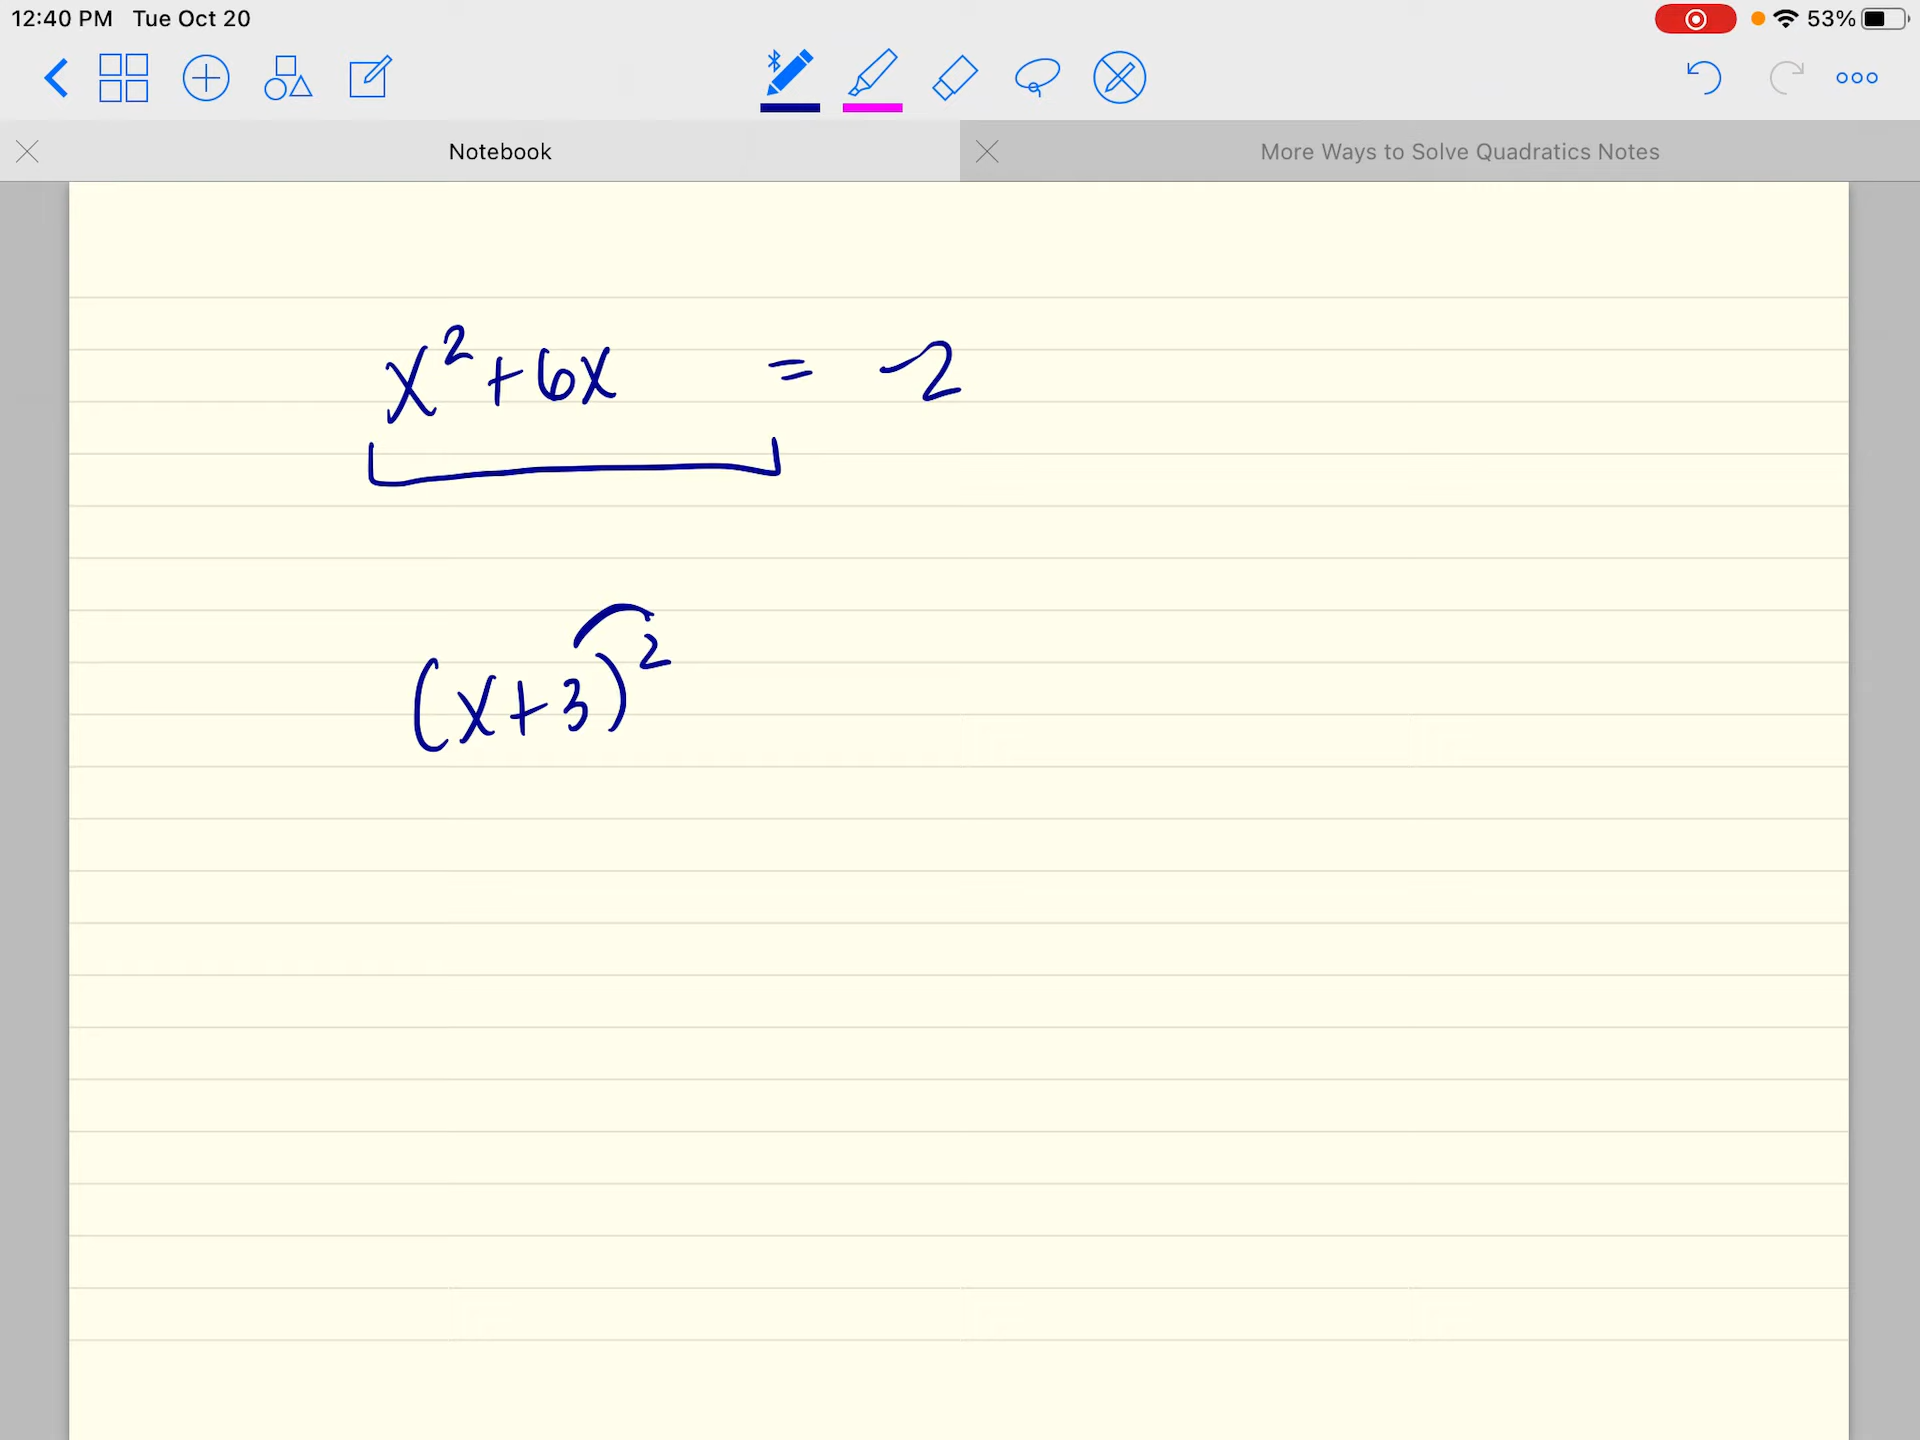 12:40 PM Tue Oct 20 53%
Notebook More Ways to Solve Quadratics Notes
x² + 6x = -2
(x+3)²